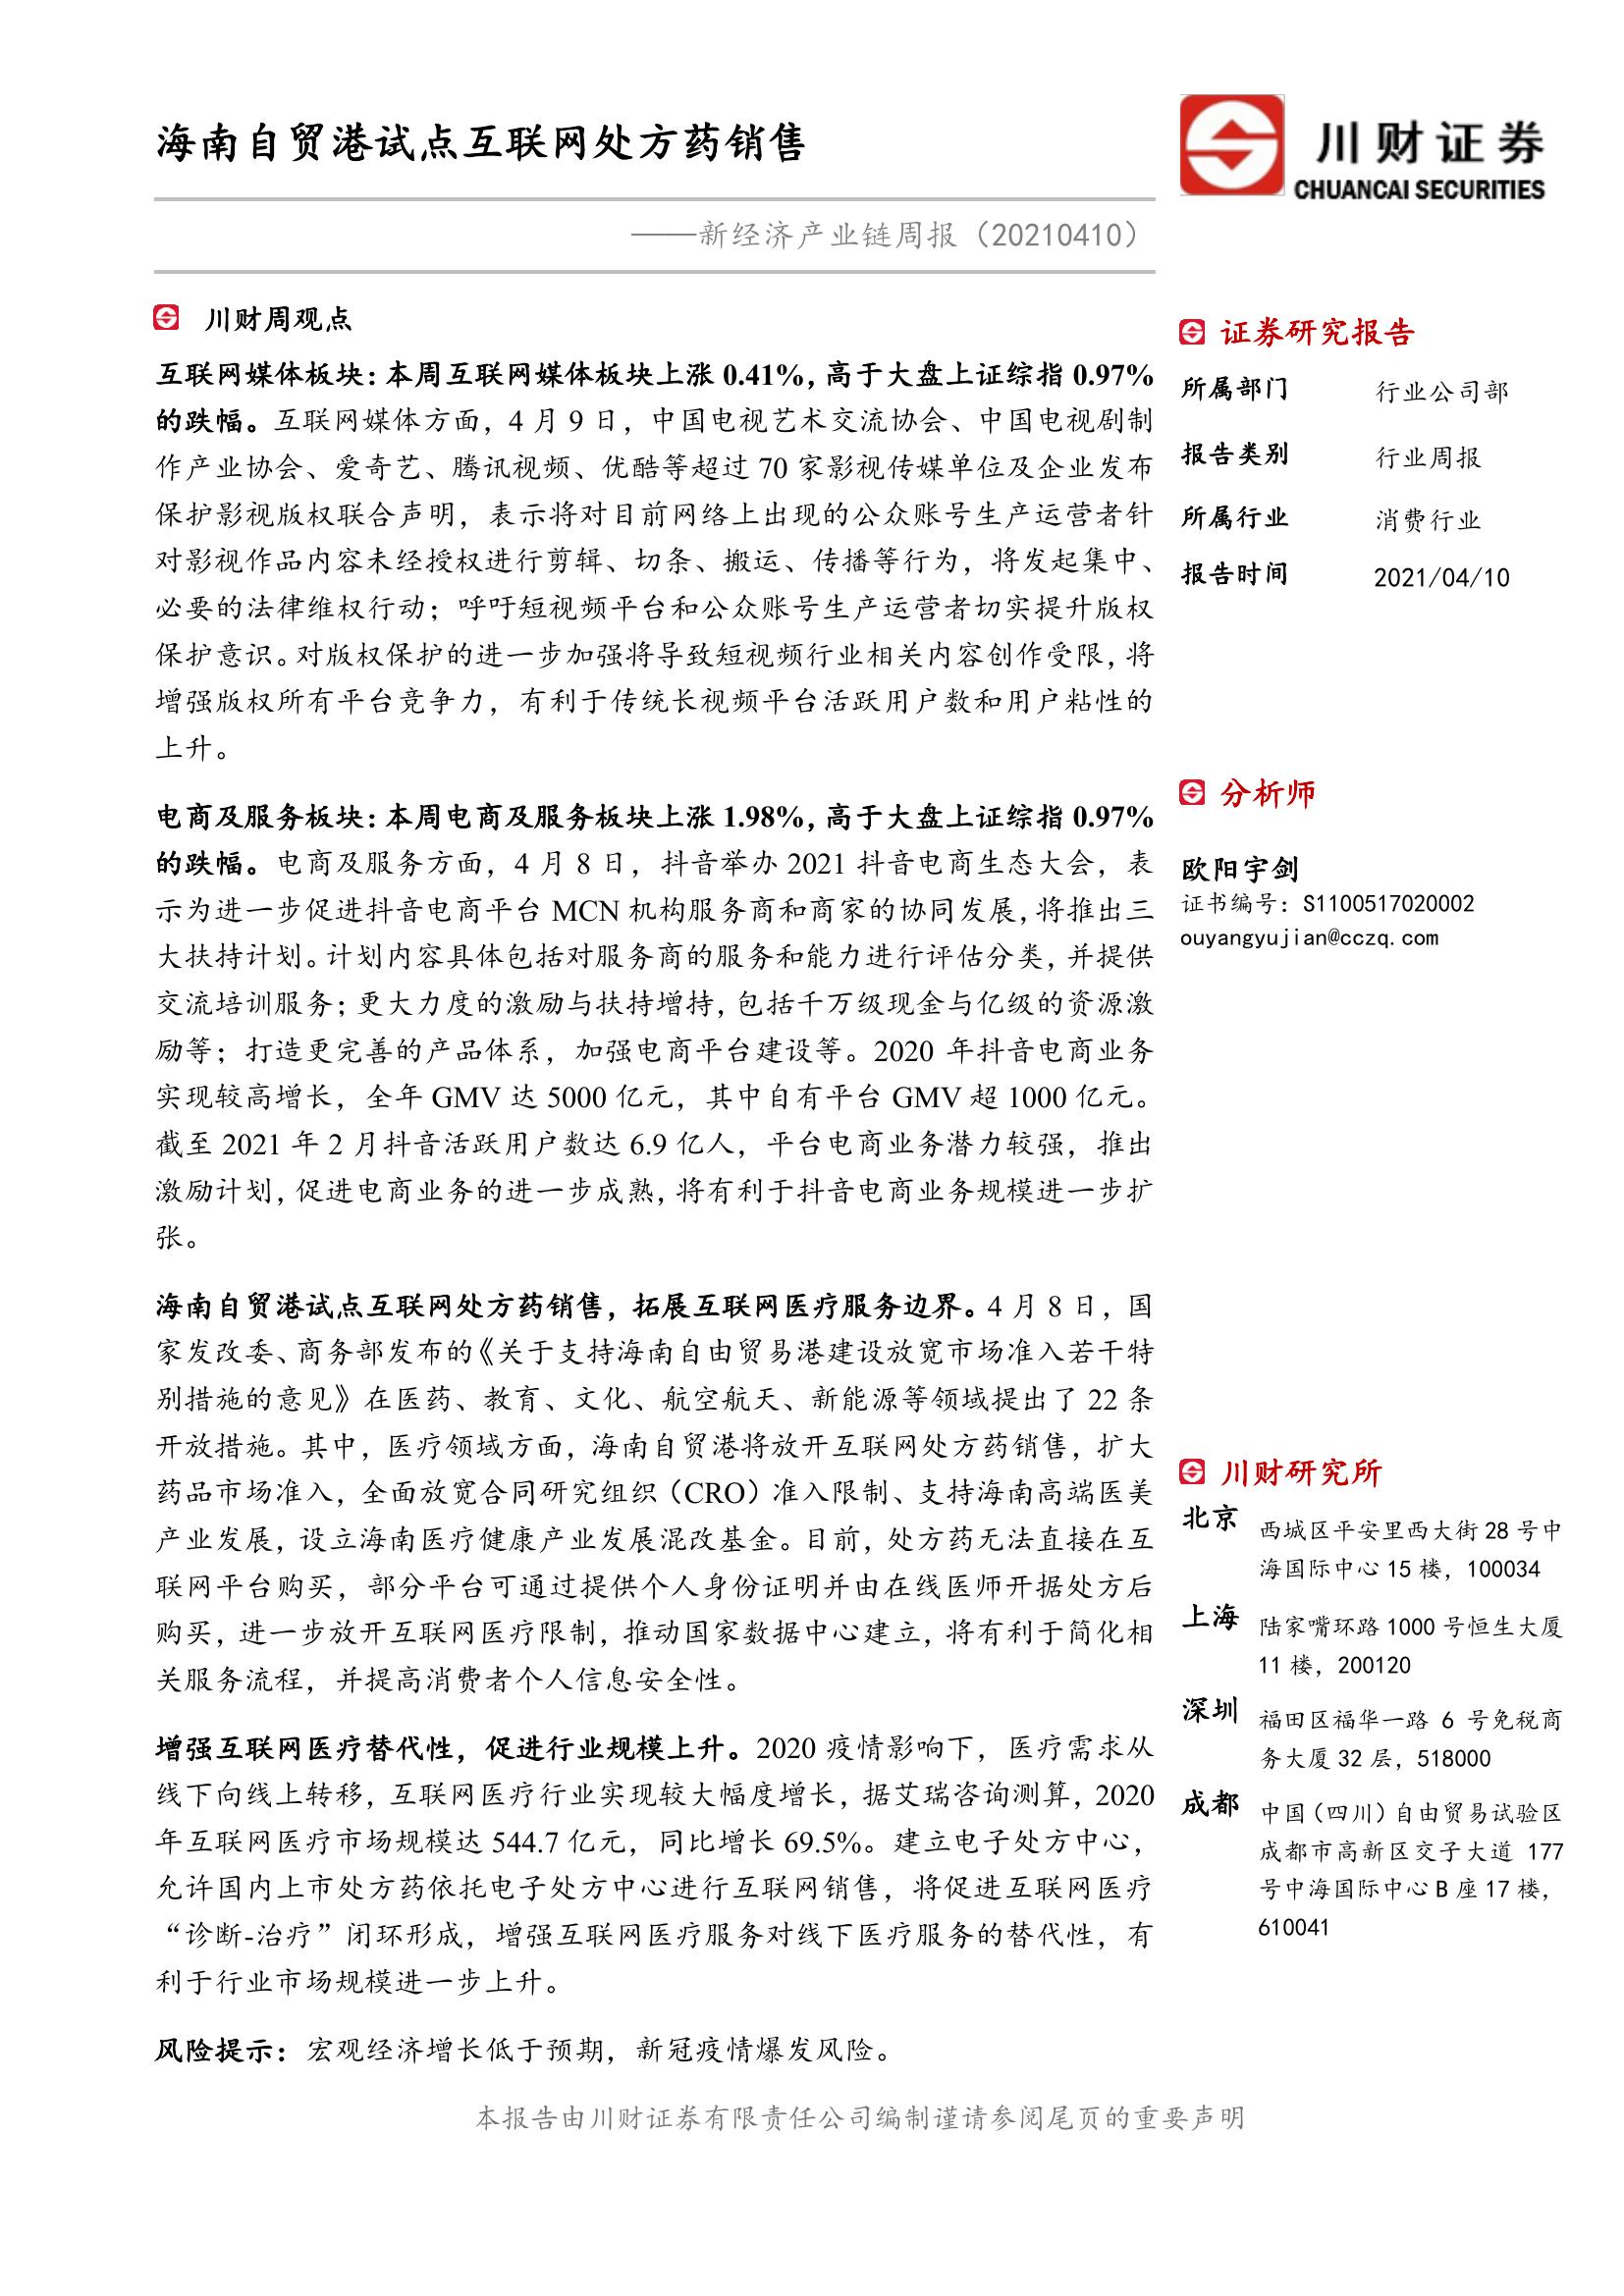 海南自贸港试点互联网处方药销售
川财证券
CHUANCAI SECURITIES
——新经济产业链周报（20210410）
川财周观点
互联网媒体板块：本周互联网媒体板块上涨 0.41%，高于大盘上证综指 0.97%
的跌幅。互联网媒体方面，4 月 9 日，中国电视艺术交流协会、中国电视剧制
作产业协会、爱奇艺、腾讯视频、优酷等超过 70 家影视传媒单位及企业发布
保护影视版权联合声明，表示将对目前网络上出现的公众账号生产运营者针
对影视作品内容未经授权进行剪辑、切条、搬运、传播等行为，将发起集中、
必要的法律维权行动；呼吁短视频平台和公众账号生产运营者切实提升版权
保护意识。对版权保护的进一步加强将导致短视频行业相关内容创作受限，将
增强版权所有平台竞争力，有利于传统长视频平台活跃用户数和用户粘性的
上升。
电商及服务板块：本周电商及服务板块上涨 1.98%，高于大盘上证综指 0.97%
的跌幅。电商及服务方面，4 月 8 日，抖音举办 2021 抖音电商生态大会，表
示为进一步促进抖音电商平台 MCN 机构服务商和商家的协同发展，将推出三
大扶持计划。计划内容具体包括对服务商的服务和能力进行评估分类，并提供
交流培训服务；更大力度的激励与扶持增持，包括千万级现金与亿级的资源激
励等；打造更完善的产品体系，加强电商平台建设等。2020 年抖音电商业务
实现较高增长，全年 GMV 达 5000 亿元，其中自有平台 GMV 超 1000 亿元。
截至 2021 年 2 月抖音活跃用户数达 6.9 亿人，平台电商业务潜力较强，推出
激励计划，促进电商业务的进一步成熟，将有利于抖音电商业务规模进一步扩
张。
海南自贸港试点互联网处方药销售，拓展互联网医疗服务边界。4 月 8 日，国
家发改委、商务部发布的《关于支持海南自由贸易港建设放宽市场准入若干特
别措施的意见》在医药、教育、文化、航空航天、新能源等领域提出了 22 条
开放措施。其中，医疗领域方面，海南自贸港将放开互联网处方药销售，扩大
药品市场准入，全面放宽合同研究组织（CRO）准入限制、支持海南高端医美
产业发展，设立海南医疗健康产业发展混改基金。目前，处方药无法直接在互
联网平台购买，部分平台可通过提供个人身份证明并由在线医师开据处方后
购买，进一步放开互联网医疗限制，推动国家数据中心建立，将有利于简化相
关服务流程，并提高消费者个人信息安全性。
增强互联网医疗替代性，促进行业规模上升。2020 疫情影响下，医疗需求从
线下向线上转移，互联网医疗行业实现较大幅度增长，据艾瑞咨询测算，2020
年互联网医疗市场规模达 544.7 亿元，同比增长 69.5%。建立电子处方中心，
允许国内上市处方药依托电子处方中心进行互联网销售，将促进互联网医疗
“诊断-治疗”闭环形成，增强互联网医疗服务对线下医疗服务的替代性，有
利于行业市场规模进一步上升。
风险提示：宏观经济增长低于预期，新冠疫情爆发风险。
证券研究报告
所属部门 行业公司部
报告类别 行业周报
所属行业 消费行业
报告时间 2021/04/10
分析师
欧阳宇剑
证书编号：S1100517020002
ouyangyujian@cczq.com
川财研究所
北京 西城区平安里西大街 28 号中
海国际中心 15 楼，100034
上海 陆家嘴环路 1000 号恒生大厦
11 楼，200120
深圳 福田区福华一路 6 号免税商
务大厦 32 层，518000
成都 中国（四川）自由贸易试验区
成都市高新区交子大道 177
号中海国际中心 B 座 17 楼，
610041
本报告由川财证券有限责任公司编制谨请参阅尾页的重要声明